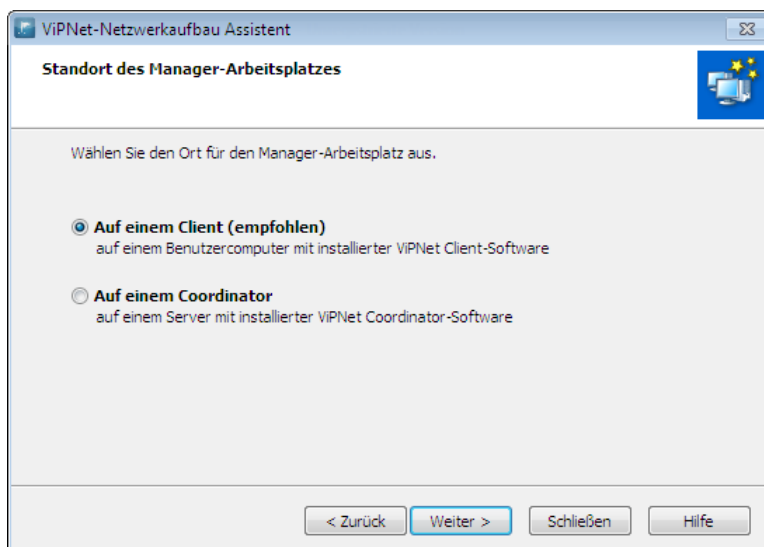 ViPNet-Netzwerkaufbau Assistent
Standort des Manager-Arbeitsplatzes
Wählen Sie den Ort für den Manager-Arbeitsplatz aus.
Auf einem Client (empfohlen)
auf einem Benutzercomputer mit installierter ViPNet Client-Software
Auf einem Coordinator
auf einem Server mit installierter ViPNet Coordinator-Software
< Zurück Weiter > Schließen Hilfe